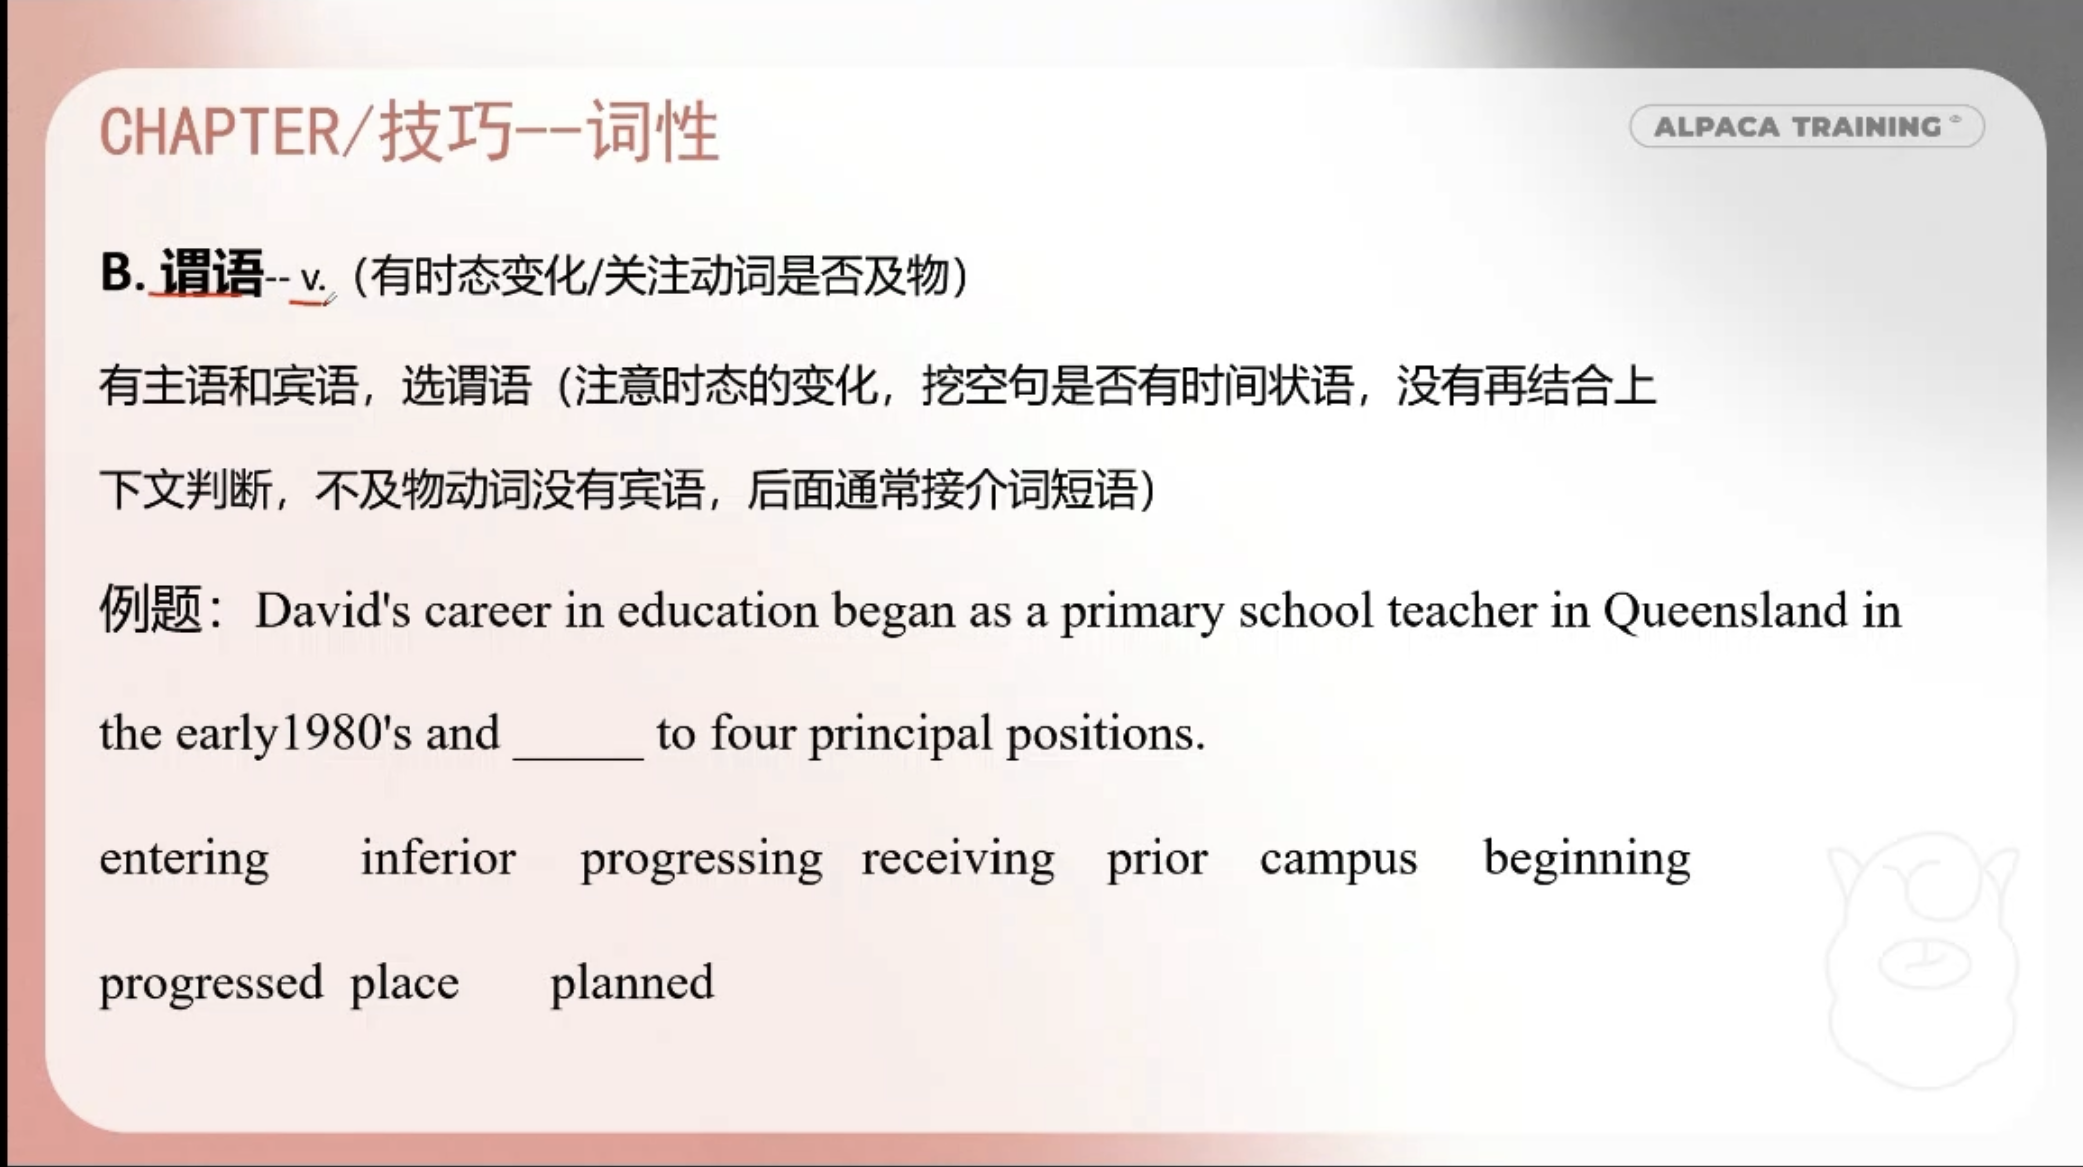 CHAPTER/技巧--词性
ALPACA TRAINING
B. 谓语-- v.（有时态变化/关注动词是否及物）
有主语和宾语，选谓语（注意时态的变化，挖空句是否有时间状语，没有再结合上
下文判断，不及物动词没有宾语，后面通常接介词短语）
例题：David's career in education began as a primary school teacher in Queensland in
the early1980's and _____ to four principal positions.
entering inferior progressing receiving prior campus beginning
progressed place planned